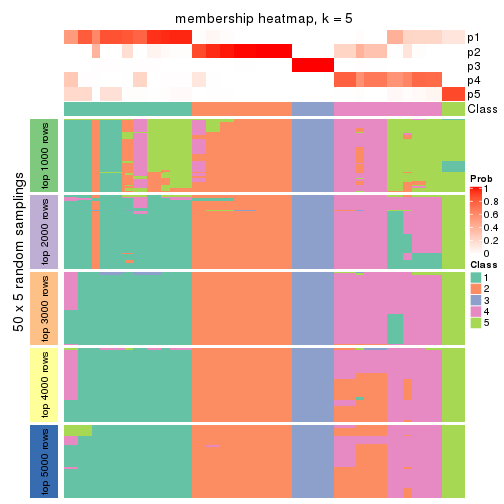 membership heatmap, k = 5
p1
p2
p3
p4
p5
Class
50 x 5 random samplings
top 1000 rows
top 2000 rows
top 3000 rows
top 4000 rows
top 5000 rows
Prob
1
0.8
0.6
0.4
0.2
0
Class
1
2
3
4
5